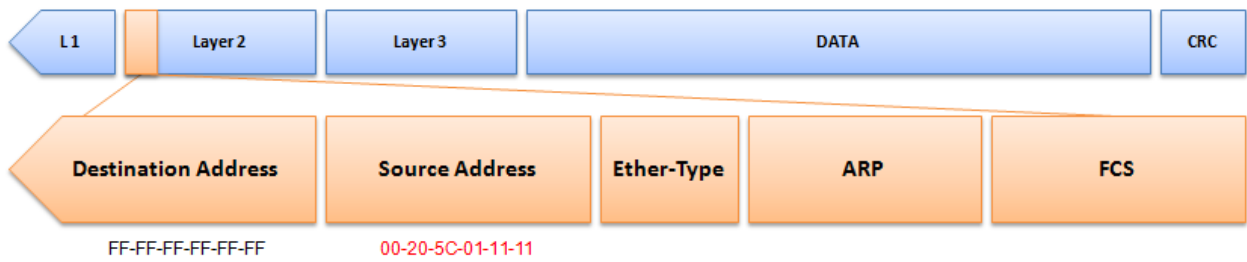 L 1 Layer 2 Layer 3 DATA CRC
Destination Address Source Address Ether-Type ARP FCS
FF-FF-FF-FF-FF-FF 00-20-5C-01-11-11